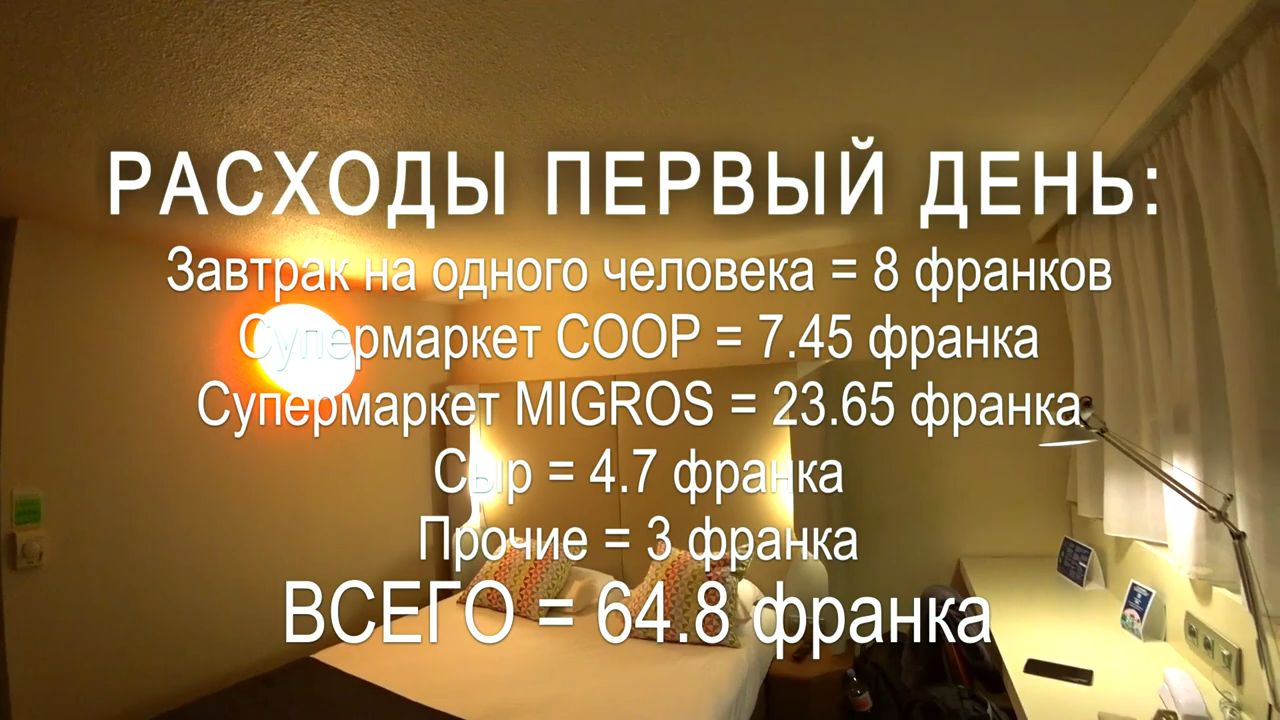 РАСХОДЫ ПЕРВЫЙ ДЕНЬ:
Завтрак на одного человека = 8 франков
Супермаркет COOP = 7.45 франка
Супермаркет MIGROS = 23.65 франка
Сыр = 4.7 франка
Прочие = 3 франка
ВСЕГО = 64.8 франка